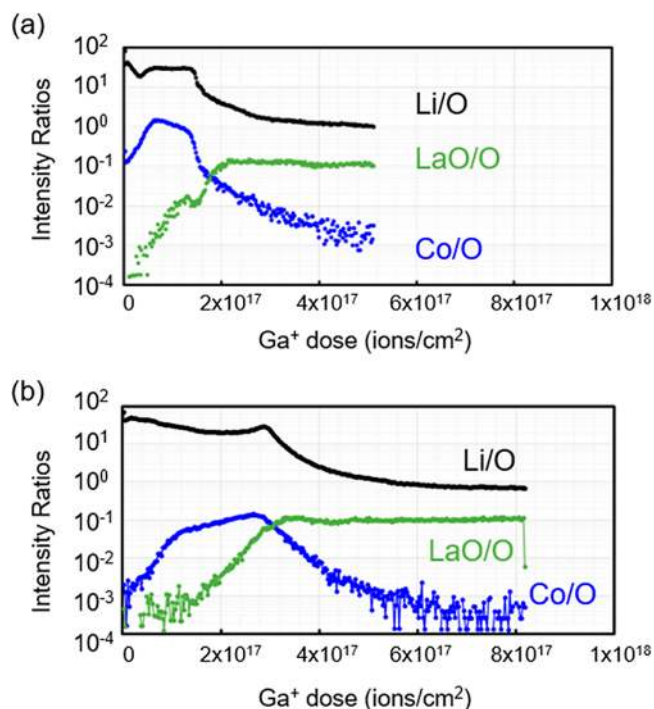 (a)
Intensity Ratios
10²
10¹
10⁰
10⁻¹
10⁻²
10⁻³
10⁻⁴
Li/O
LaO/O
Co/O
0 2x10¹⁷ 4x10¹⁷ 6x10¹⁷ 8x10¹⁷ 1x10¹⁸
Ga⁺ dose (ions/cm²)
(b)
Intensity Ratios
10²
10¹
10⁰
10⁻¹
10⁻²
10⁻³
10⁻⁴
Li/O
LaO/O
Co/O
0 2x10¹⁷ 4x10¹⁷ 6x10¹⁷ 8x10¹⁷ 1x10¹⁸
Ga⁺ dose (ions/cm²)